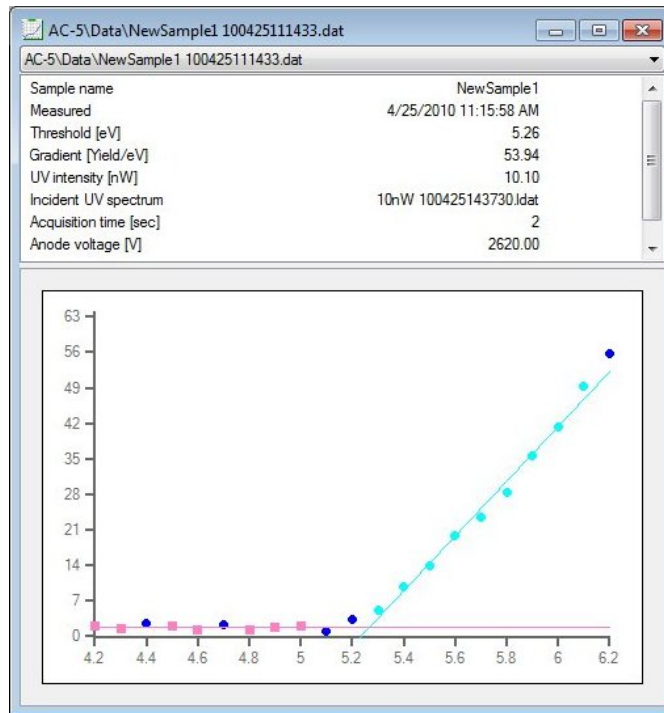 AC-5\Data\NewSample1 100425111433.dat
AC-5\Data\NewSample1 100425111433.dat
Sample name NewSample1
Measured 4/25/2010 11:15:58 AM
Threshold [eV] 5.26
Gradient [Yield/eV] 53.94
UV intensity [nW] 10.10
Incident UV spectrum 10nW 100425143730.ldat
Acquisition time [sec] 2
Anode voltage [V] 2620.00
63
56
49
42
35
28
21
14
7
0
4.2 4.4 4.6 4.8 5 5.2 5.4 5.6 5.8 6 6.2